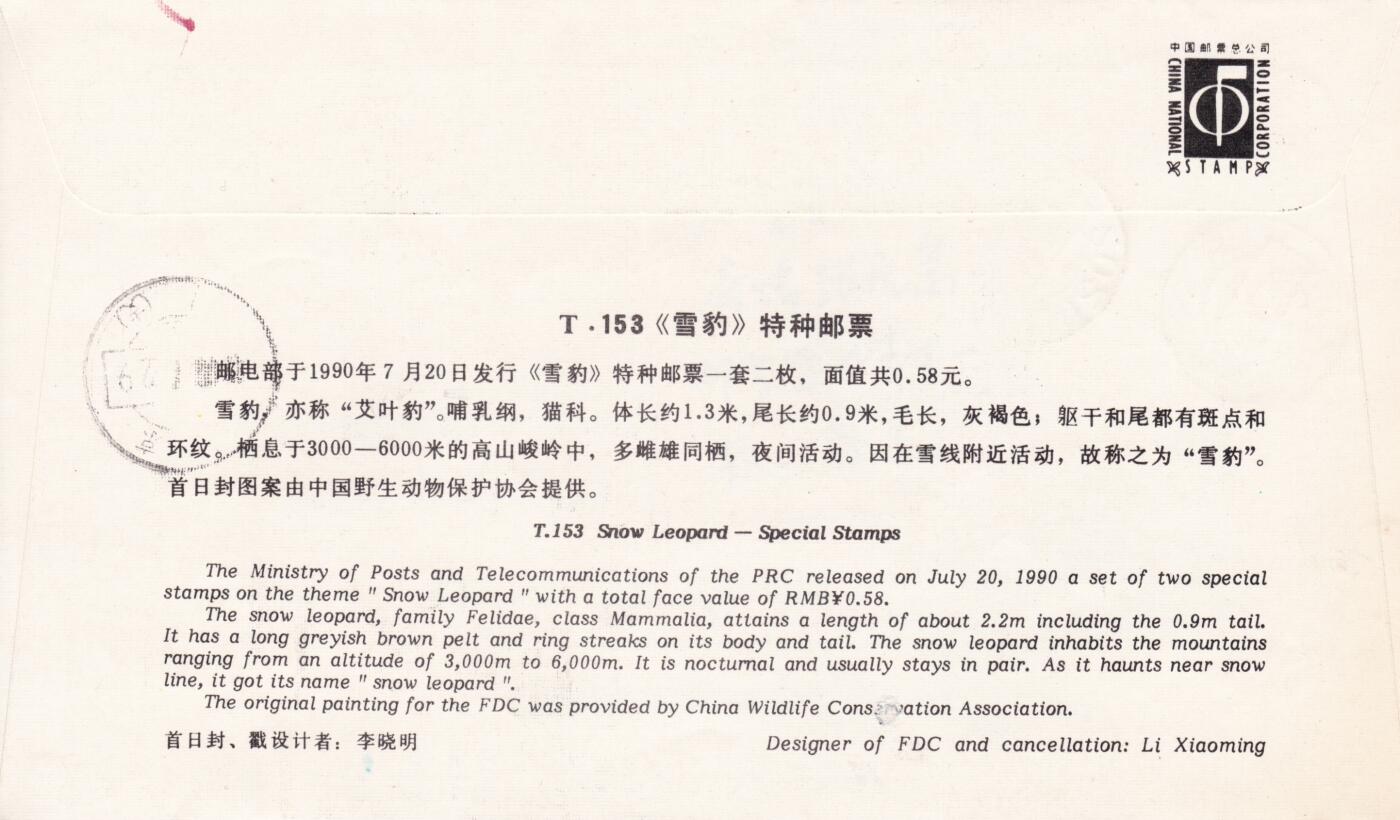 中国邮票总公司
CHINA NATIONAL
STAMP
CORPORATION
T·153《雪豹》特种邮票
邮电部于1990年7月20日发行《雪豹》特种邮票一套二枚，面值共0.58元。
雪豹，亦称“艾叶豹”。哺乳纲，猫科。体长约1.3米，尾长约0.9米，毛长，灰褐色；躯干和尾都有斑点和
环纹。栖息于3000—6000米的高山峻岭中，多雌雄同栖，夜间活动。因在雪线附近活动，故称之为“雪豹”。
首日封图案由中国野生动物保护协会提供。
T.153 Snow Leopard — Special Stamps
The Ministry of Posts and Telecommunications of the PRC released on July 20, 1990 a set of two special
stamps on the theme " Snow Leopard " with a total face value of RMB¥0.58.
The snow leopard, family Felidae, class Mammalia, attains a length of about 2.2m including the 0.9m tail.
It has a long greyish brown pelt and ring streaks on its body and tail. The snow leopard inhabits the mountains
ranging from an altitude of 3,000m to 6,000m. It is nocturnal and usually stays in pair. As it haunts near snow
line, it got its name " snow leopard ".
The original painting for the FDC was provided by China Wildlife Conservation Association.
首日封、戳设计者：李晓明
Designer of FDC and cancellation: Li Xiaoming